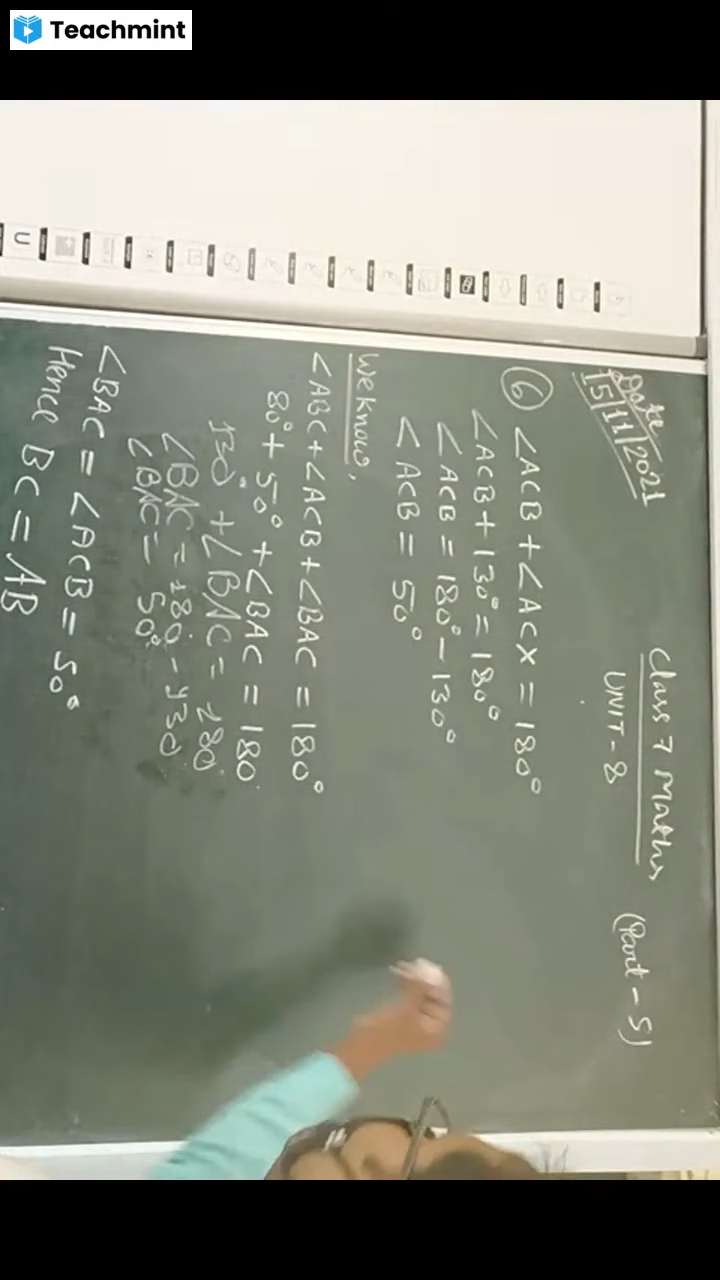 Teachmint
Date
15/11/2021
Class 7 Maths
UNIT-8
(Part-5)
6 ∠ACB+∠ACX = 180°
∠ACB+130° = 180°
∠ACB = 180°-130°
∠ACB = 50°
We know,
∠ABC+∠ACB+∠BAC = 180°
80°+50°+∠BAC = 180
130°+∠BAC = 180
∠BAC = 180-130
∠BAC = 50°
∠BAC = ∠ACB = 50°
Hence BC = AB
U